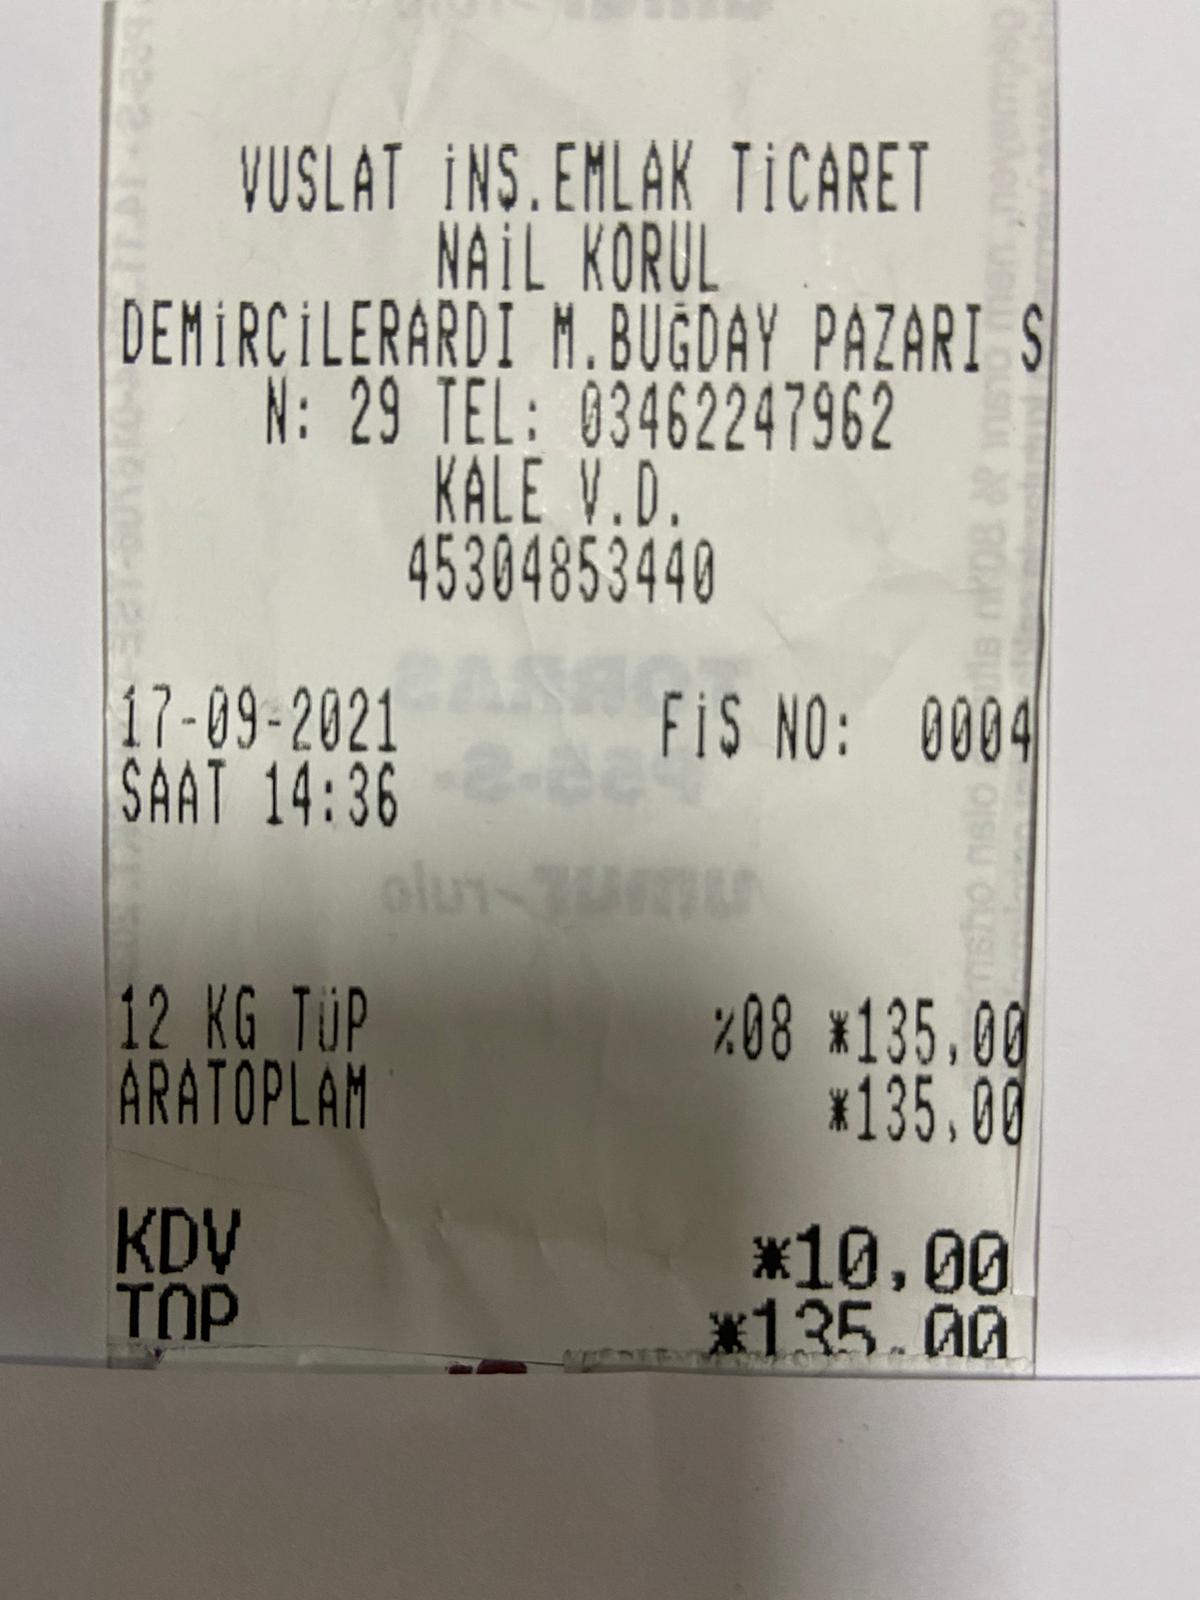 VUSLAT İNŞ.EMLAK TİCARET
NAİL KORUL
DEMİRCİLERARDI M.BUĞDAY PAZARI S
N: 29 TEL: 03462247962
KALE V.D.
45304853440
17-09-2021 FİŞ NO: 0004
SAAT 14:36
12 KG TÜP %08 *135,00
ARATOPLAM *135,00
KDV *10,00
TOP *135,00